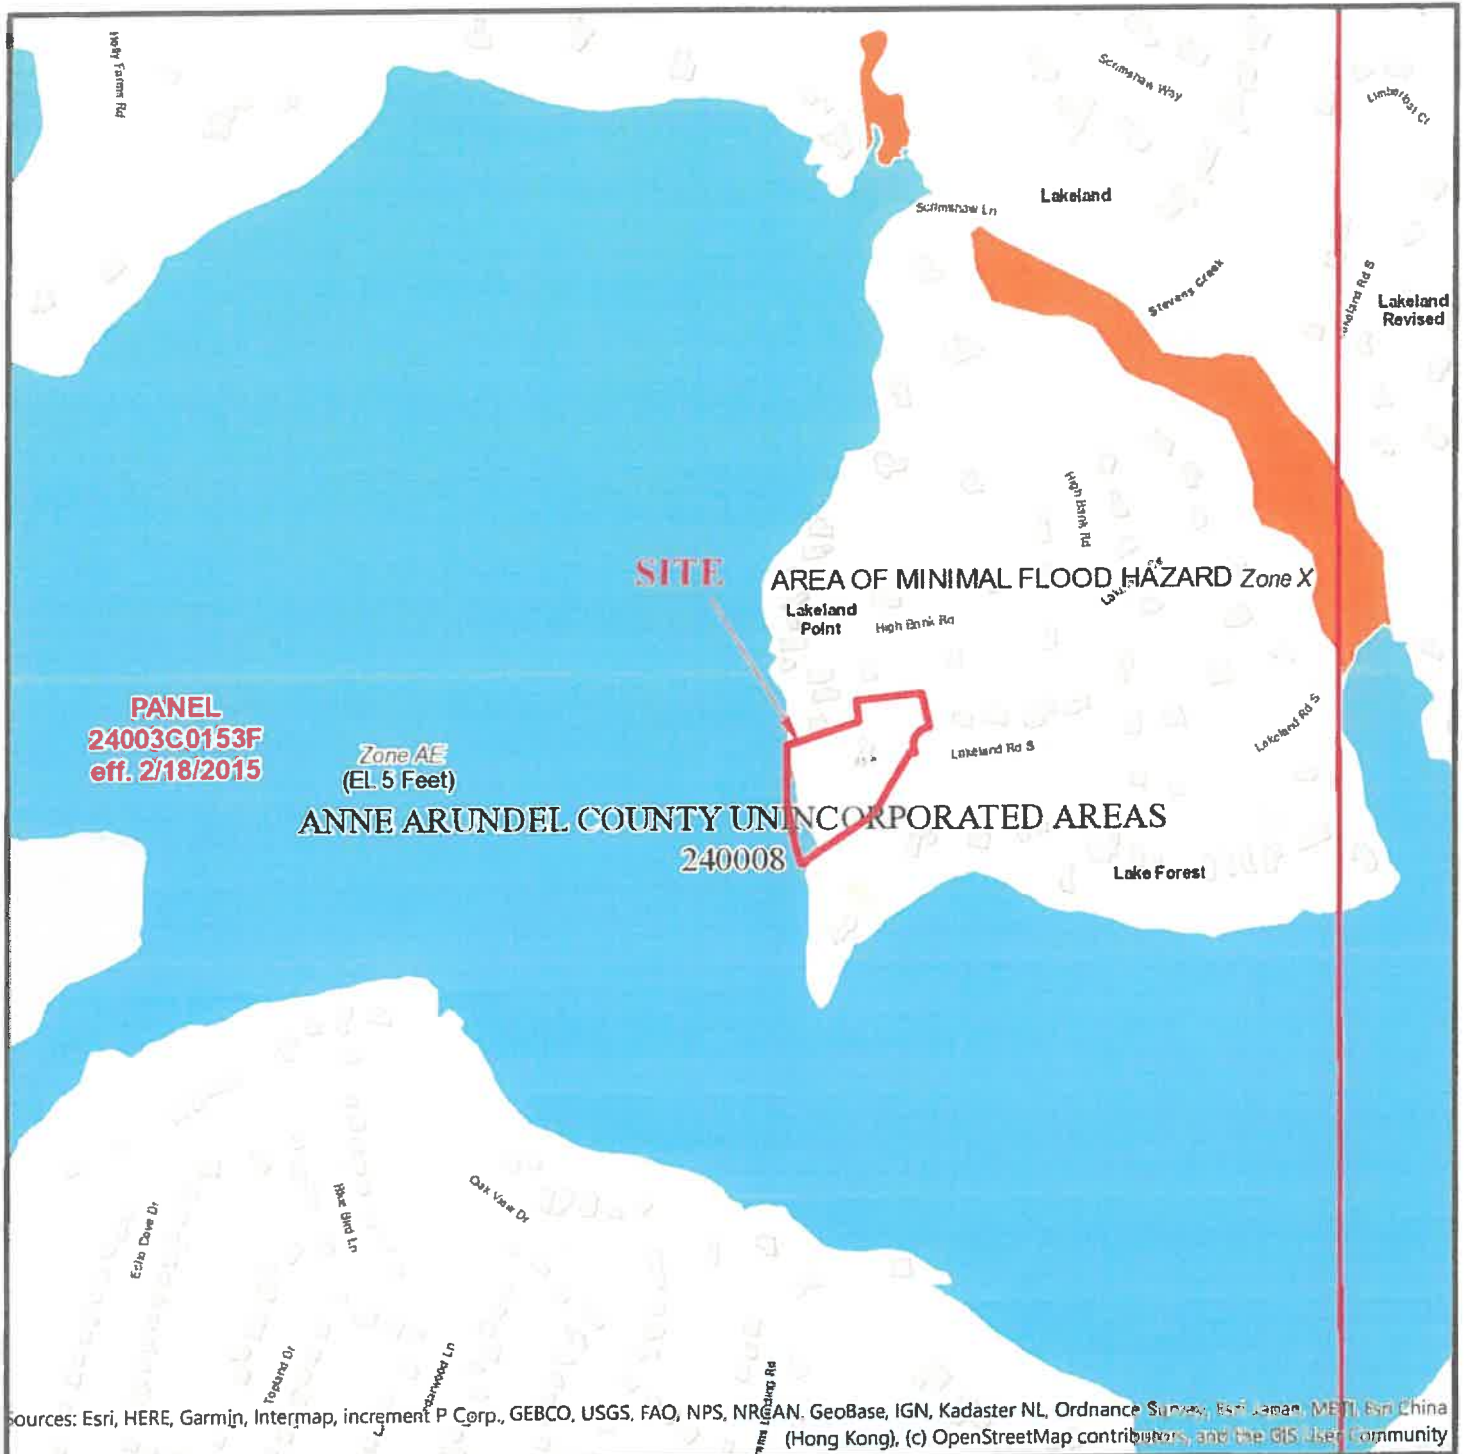 Holly Farms Rd
Scrimshaw Way
Limberbat Ct
Scrimshaw Ln
Lakeland
Stevens Creek
Lakeland Rd S
Lakeland
Revised
High Bank Rd
SITE
AREA OF MINIMAL FLOOD HAZARD Zone X
Lakeland
Point
High Bank Rd
PANEL
24003C0153F
eff. 2/18/2015
Zone AE
(EL 5 Feet)
Lakeland Rd S
Lakeland Rd S
ANNE ARUNDEL COUNTY UNINCORPORATED AREAS
240008
Lake Forest
Echo Cove Dr
Blue Bird Ln
Oak View Dr
Topland Dr
Sources: Esri, HERE, Garmin, Intermap, increment P Corp., GEBCO, USGS, FAO, NPS, NRCAN, GeoBase, IGN, Kadaster NL, Ordnance Survey, Esri Japan, METI, Esri China
(Hong Kong), (c) OpenStreetMap contributors, and the GIS User Community